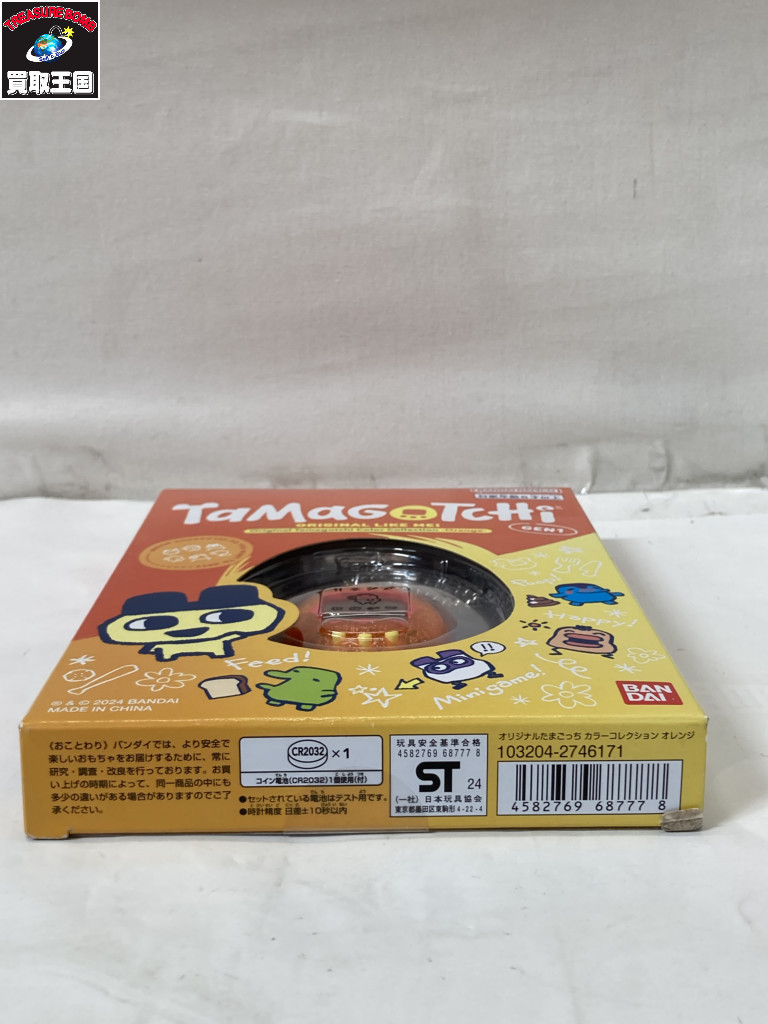 TREASURE KINGDOM
買取王国
TaMaGOTCHi
ORIGINAL LIKE ME!
GEN1
Feed!
Happy!
Mini game!
!!
© & © 2024 BANDAI
MADE IN CHINA
BAN
DAI
《おことわり》バンダイでは、より安全で
楽しいおもちゃをお届けするために、常に
研究・調査・改良を行っております。お買
い上げの時期によって、同一商品の中にも
多少の違いがある場合がありますのでご了
承ください。
CR2032 ×1
コイン電池(CR2032)1個使用(付)
●セットされている電池はテスト用です。
●時計精度 日差±10秒以内
玩具安全基準合格
4582769 68777 8
ST 24
(一社) 日本玩具協会
東京都墨田区東駒形4-22-4
オリジナルたまごっち カラーコレクション オレンジ
103204-2746171
4582769 68777 8